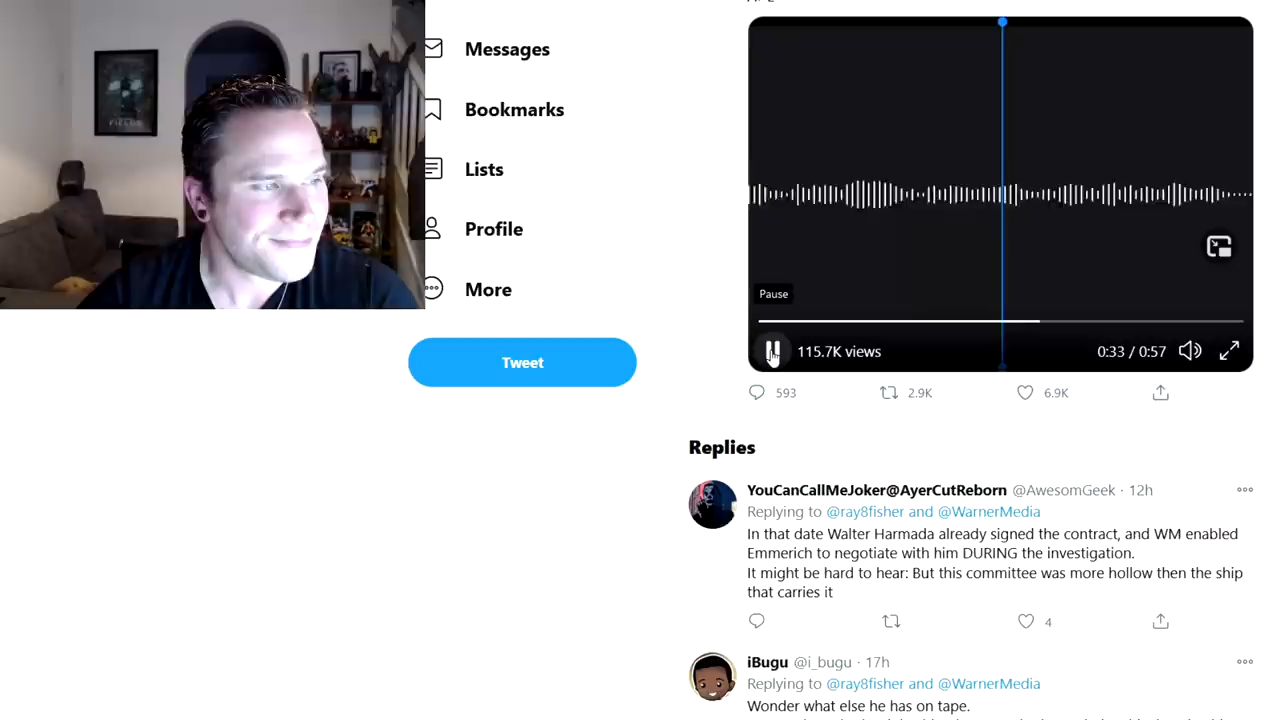 Messages
Bookmarks
Lists
Profile
More
Tweet
Pause
115.7K views
0:33 / 0:57
593
2.9K
6.9K
Replies
YouCanCallMeJoker@AyerCutReborn @AwesomGeek · 12h
Replying to @ray8fisher and @WarnerMedia
In that date Walter Harmada already signed the contract, and WM enabled
Emmerich to negotiate with him DURING the investigation.
It might be hard to hear: But this committee was more hollow then the ship
that carries it
4
iBugu @i_bugu · 17h
Replying to @ray8fisher and @WarnerMedia
Wonder what else he has on tape.